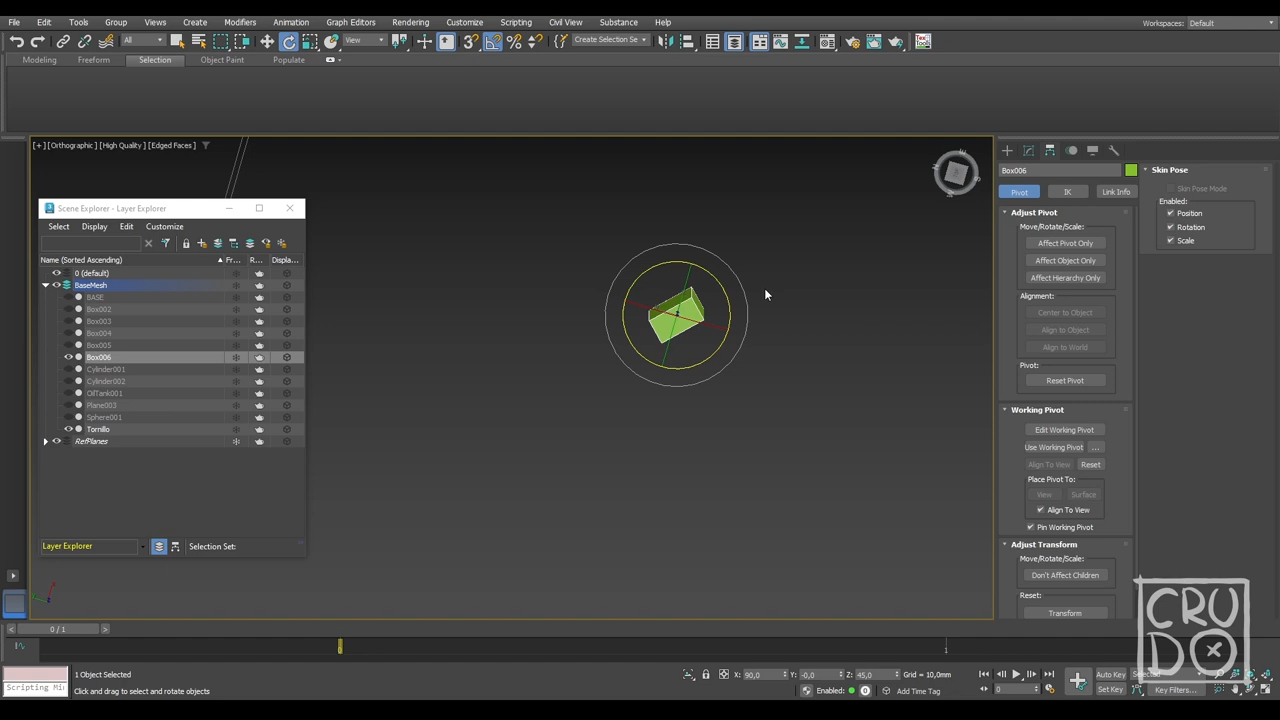 File Edit Tools Group Views Create Modifiers Animation Graph Editors Rendering Customize Scripting Civil View Substance Help Workspaces: Default
All View Create Selection Se
Modeling Freeform Selection Object Paint Populate
[+] [Orthographic ] [High Quality ] [Edged Faces ]
Box006
Pivot IK Link Info
Adjust Pivot
Move/Rotate/Scale:
Affect Pivot Only
Affect Object Only
Affect Hierarchy Only
Alignment:
Center to Object
Align to Object
Align to World
Pivot:
Reset Pivot
Working Pivot
Edit Working Pivot
Use Working Pivot ...
Align To View Reset
Place Pivot To:
View Surface
Align To View
Pin Working Pivot
Adjust Transform
Move/Rotate/Scale:
Don't Affect Children
Reset:
Transform
Skin Pose
Skin Pose Mode
Enabled:
Position
Rotation
Scale
Scene Explorer - Layer Explorer
Select Display Edit Customize
Name (Sorted Ascending) Fr... R... Displa...
0 (default)
BaseMesh
BASE
Box002
Box003
Box004
Box005
Box006
Cylinder001
Cylinder002
OilTank001
Plane003
Sphere001
Tornillo
RefPlanes
Layer Explorer Selection Set:
< 0 / 1 >
0 1
1 Object Selected
Click and drag to select and rotate objects
Scripting Mi
X: 90,0 Y: -0,0 Z: 45,0 Grid = 10,0mm
Enabled: Add Time Tag
0
Auto Key Selected
Set Key Key Filters...
CRU
DO